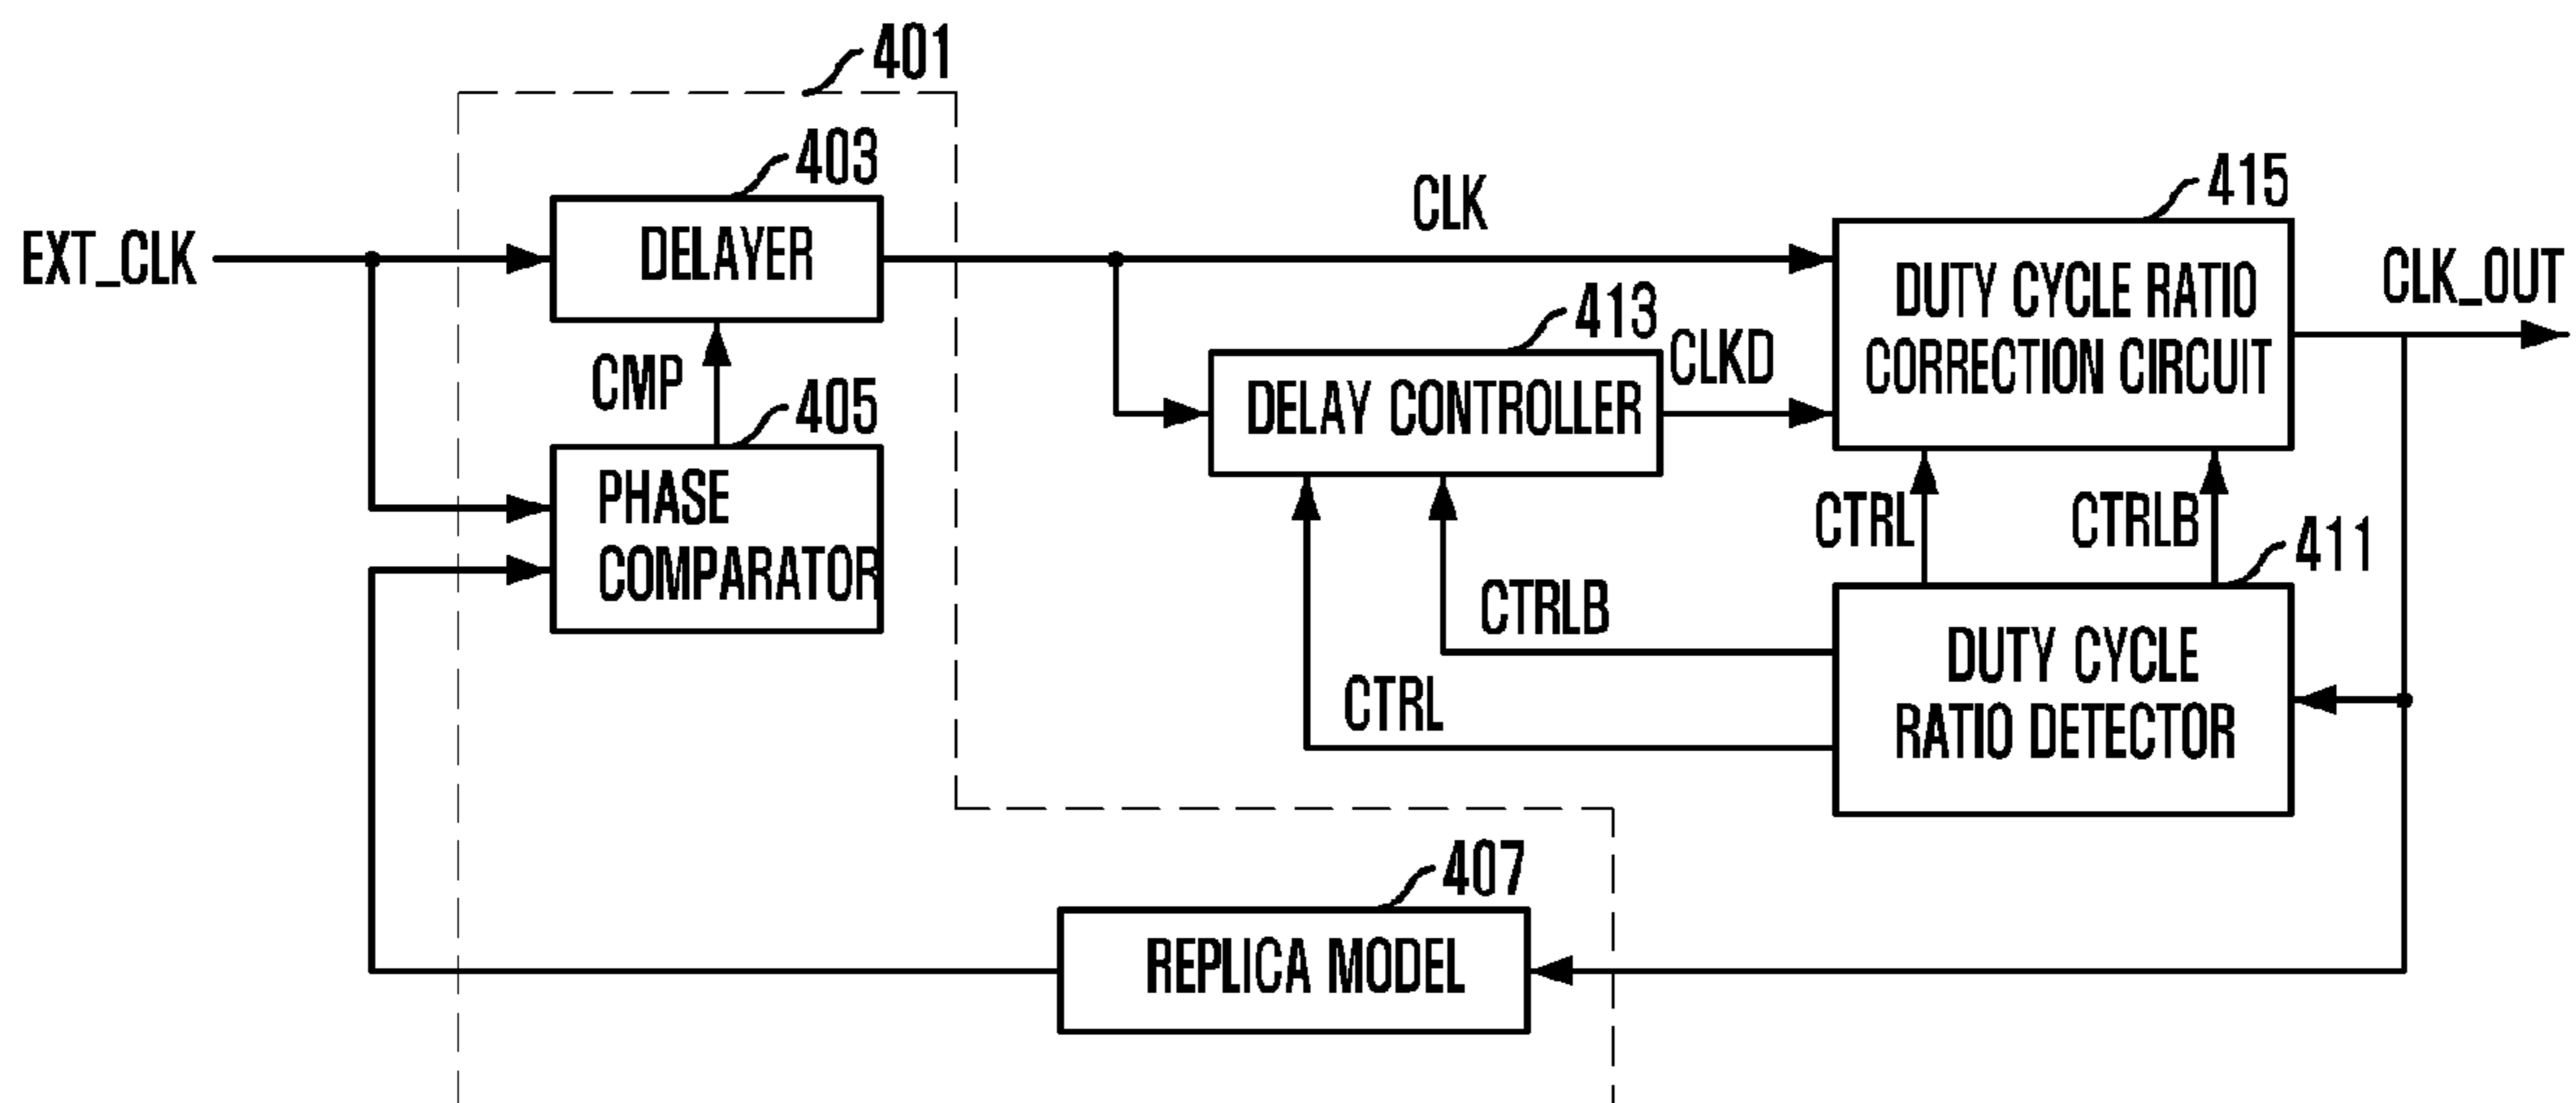 401
403
DELAYER
EXT_CLK
CLK
415
DUTY CYCLE RATIO
CORRECTION CIRCUIT
CLK_OUT
413
DELAY CONTROLLER
CLKD
CMP
405
PHASE
COMPARATOR
CTRL
CTRLB
411
CTRLB
CTRL
DUTY CYCLE
RATIO DETECTOR
407
REPLICA MODEL